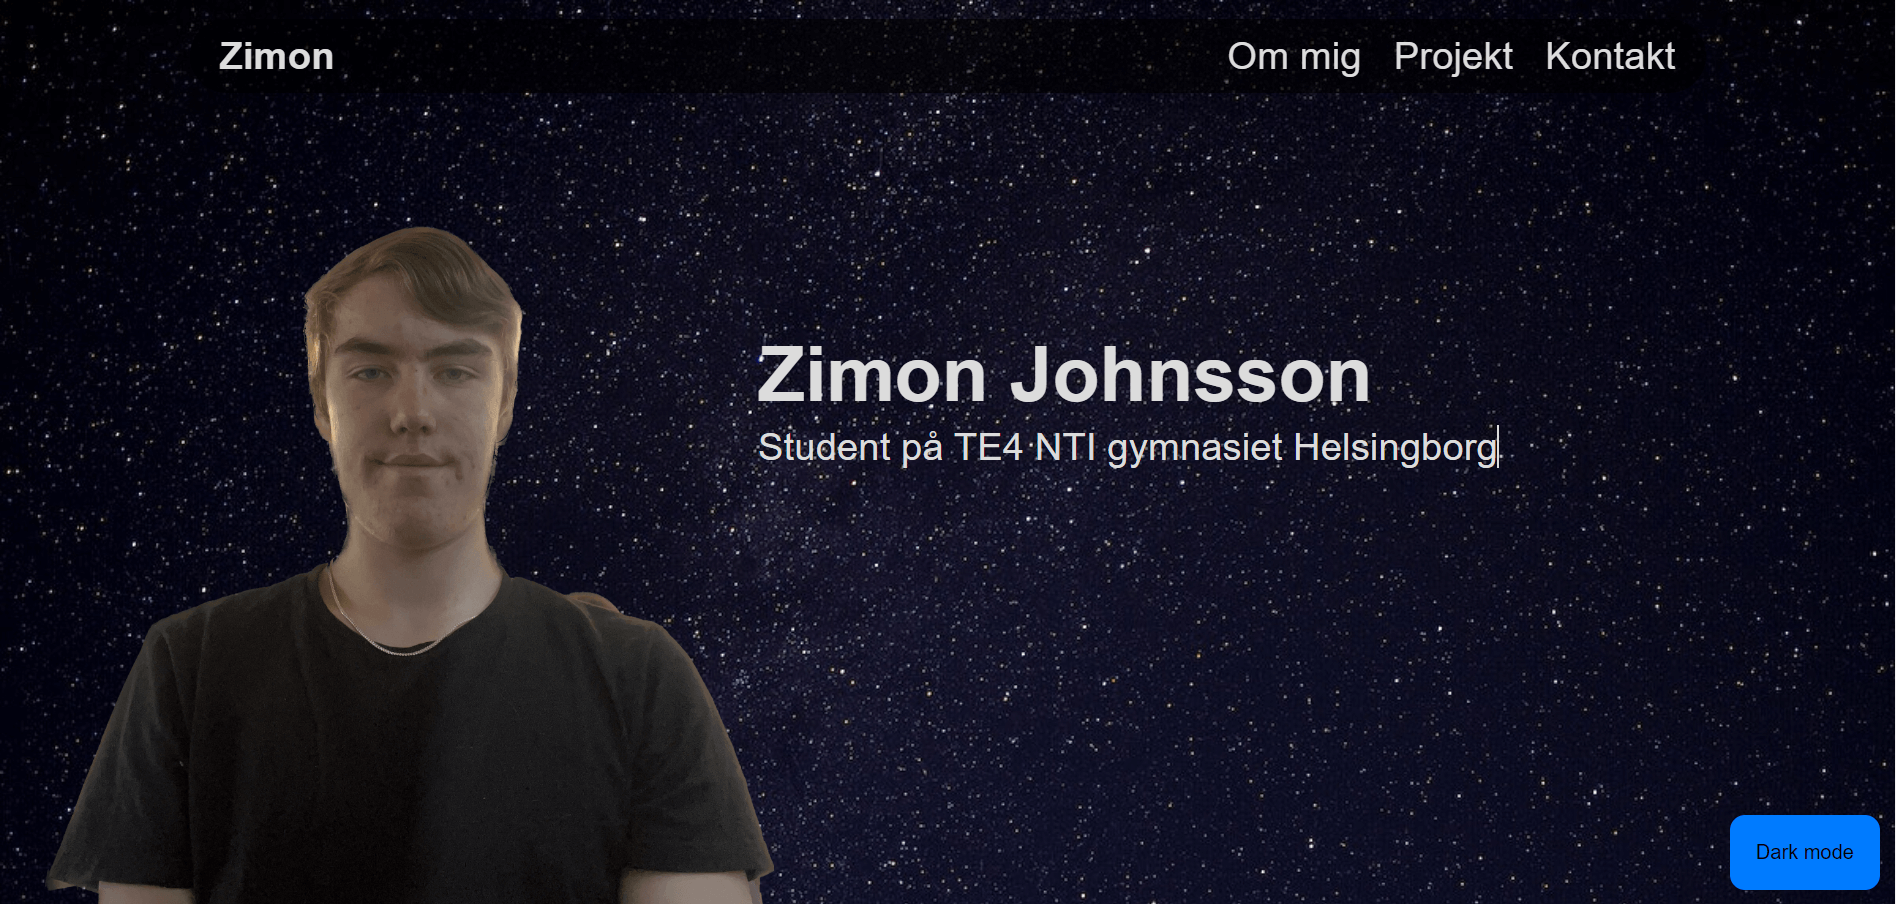 Zimon
Om mig Projekt Kontakt
Zimon Johnsson
Student på TE4 NTI gymnasiet Helsingborg
Dark mode